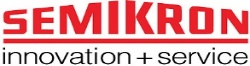 SEMIKRON
innovation + service